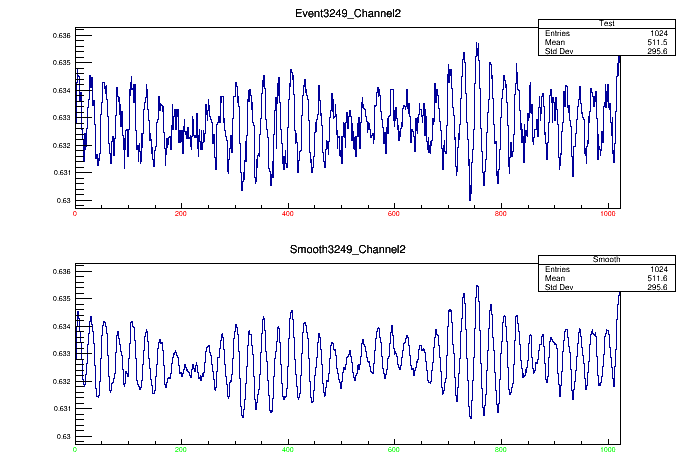 Event3249_Channel2
Test
Entries 1024
Mean 511.5
Std Dev 295.6
0.636
0.635
0.634
0.633
0.632
0.631
0.63
0 200 400 600 800 1000
Smooth3249_Channel2
Smooth
Entries 1024
Mean 511.6
Std Dev 295.6
0.636
0.635
0.634
0.633
0.632
0.631
0.63
0 200 400 600 800 1000